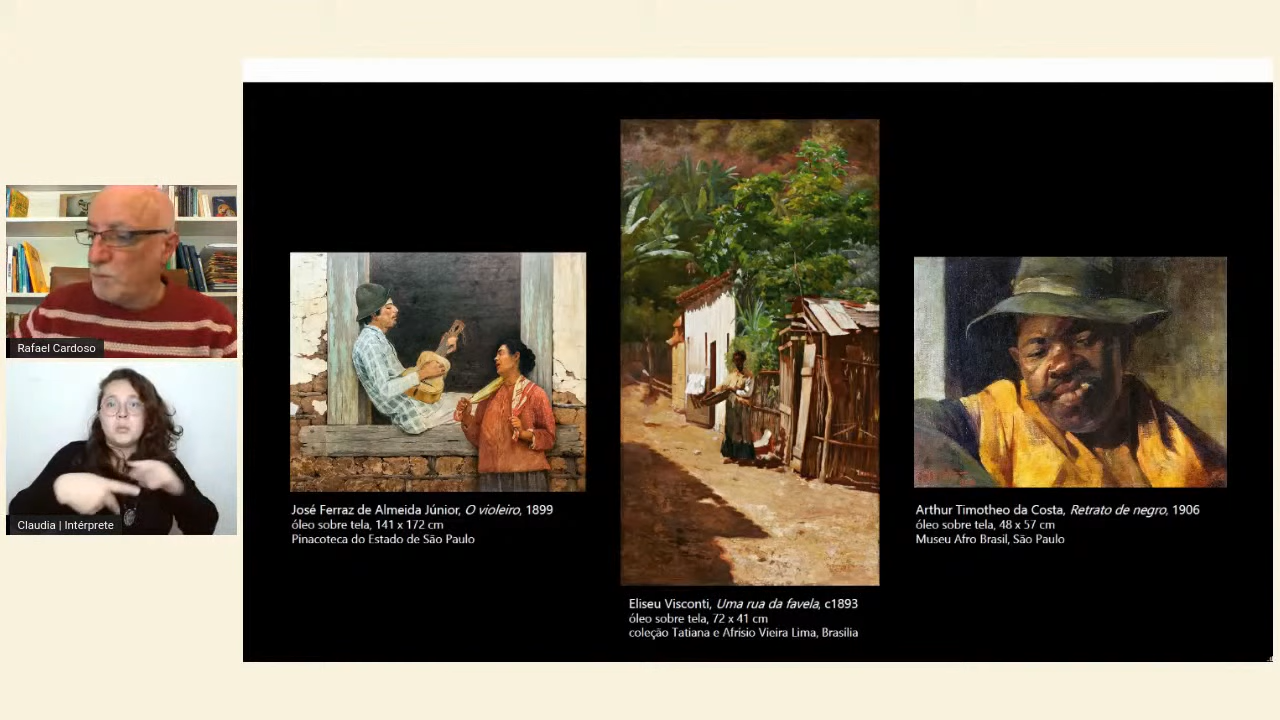 Rafael Cardoso
Claudia | Intérprete
José Ferraz de Almeida Júnior, O violeiro, 1899
óleo sobre tela, 141 x 172 cm
Pinacoteca do Estado de São Paulo
Eliseu Visconti, Uma rua da favela, c1893
óleo sobre tela, 72 x 41 cm
coleção Tatiana e Afrísio Vieira Lima, Brasília
Arthur Timotheo da Costa, Retrato de negro, 1906
óleo sobre tela, 48 x 57 cm
Museu Afro Brasil, São Paulo